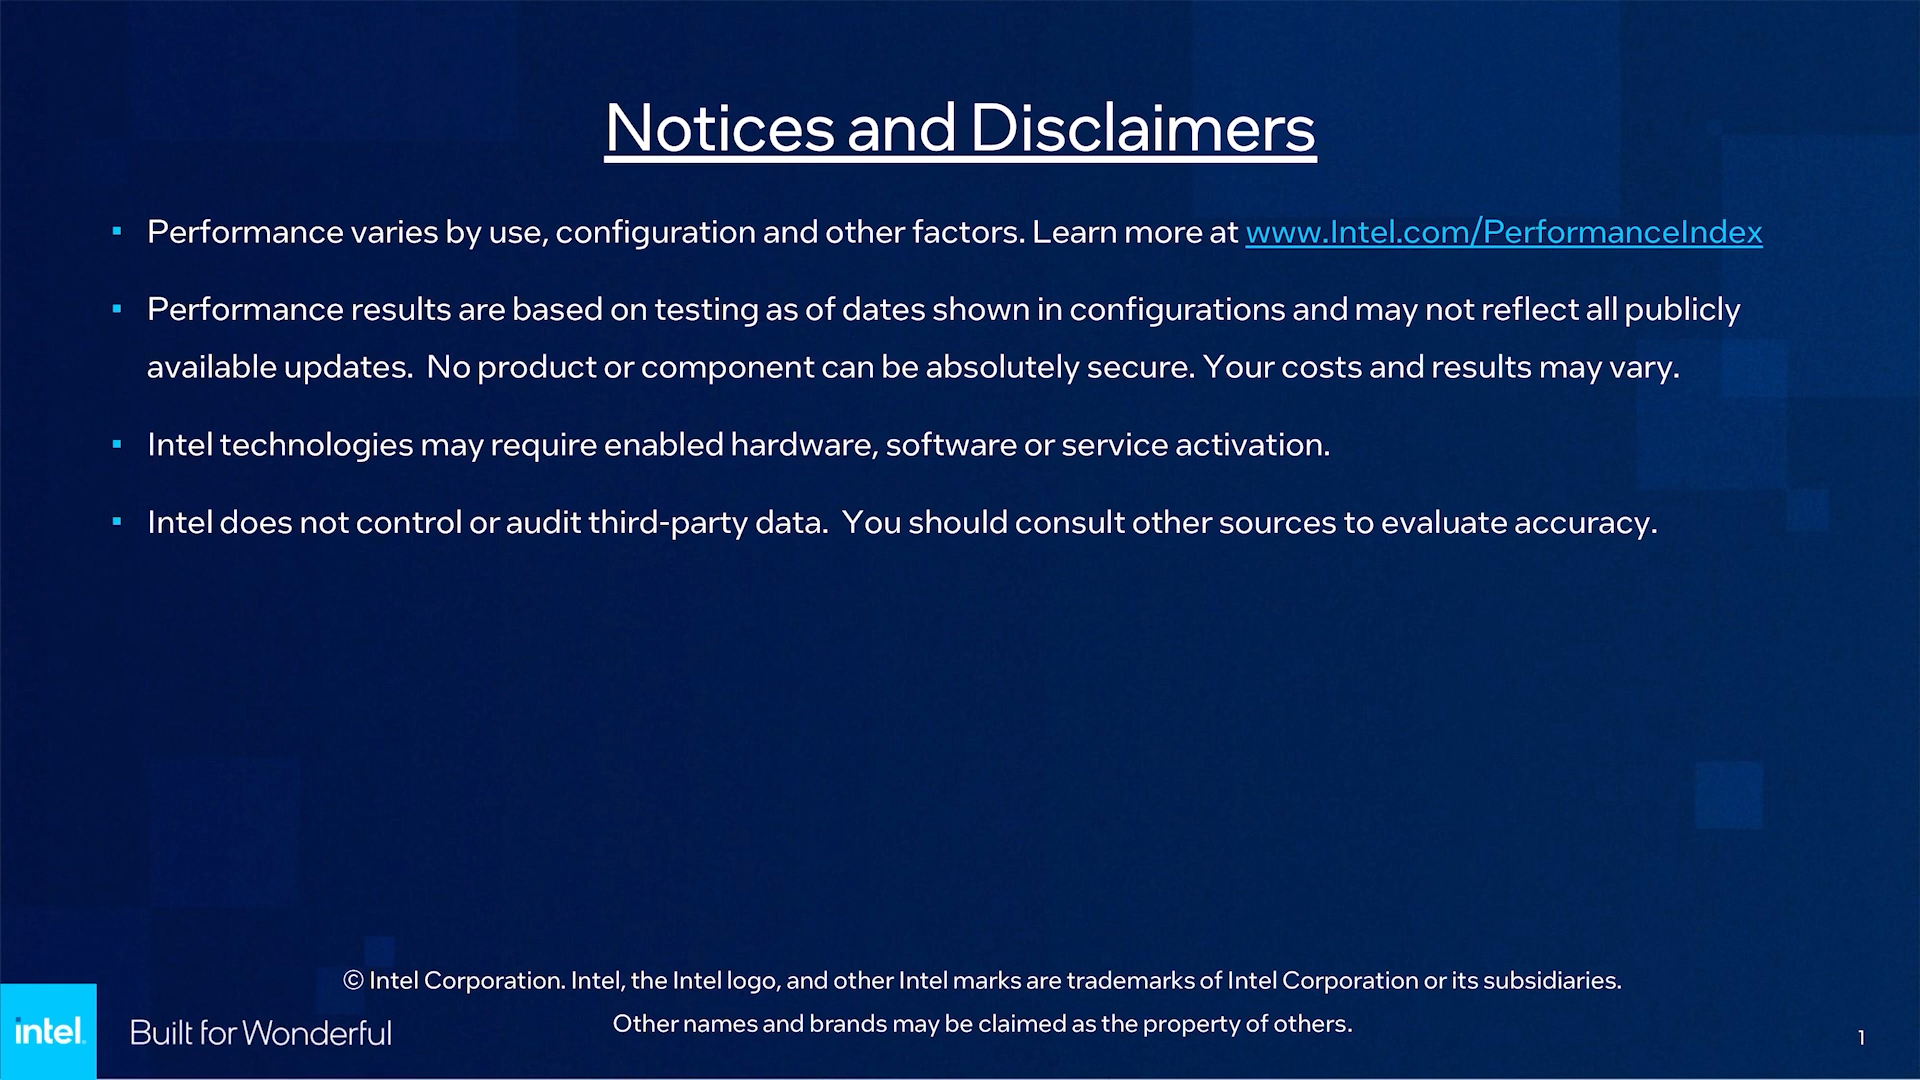 Notices and Disclaimers
▪ Performance varies by use, configuration and other factors. Learn more at www.Intel.com/PerformanceIndex
▪ Performance results are based on testing as of dates shown in configurations and may not reflect all publicly
available updates.  No product or component can be absolutely secure. Your costs and results may vary.
▪ Intel technologies may require enabled hardware, software or service activation.
▪ Intel does not control or audit third-party data.  You should consult other sources to evaluate accuracy.
© Intel Corporation. Intel, the Intel logo, and other Intel marks are trademarks of Intel Corporation or its subsidiaries.
Other names and brands may be claimed as the property of others.
intel. Built for Wonderful
1